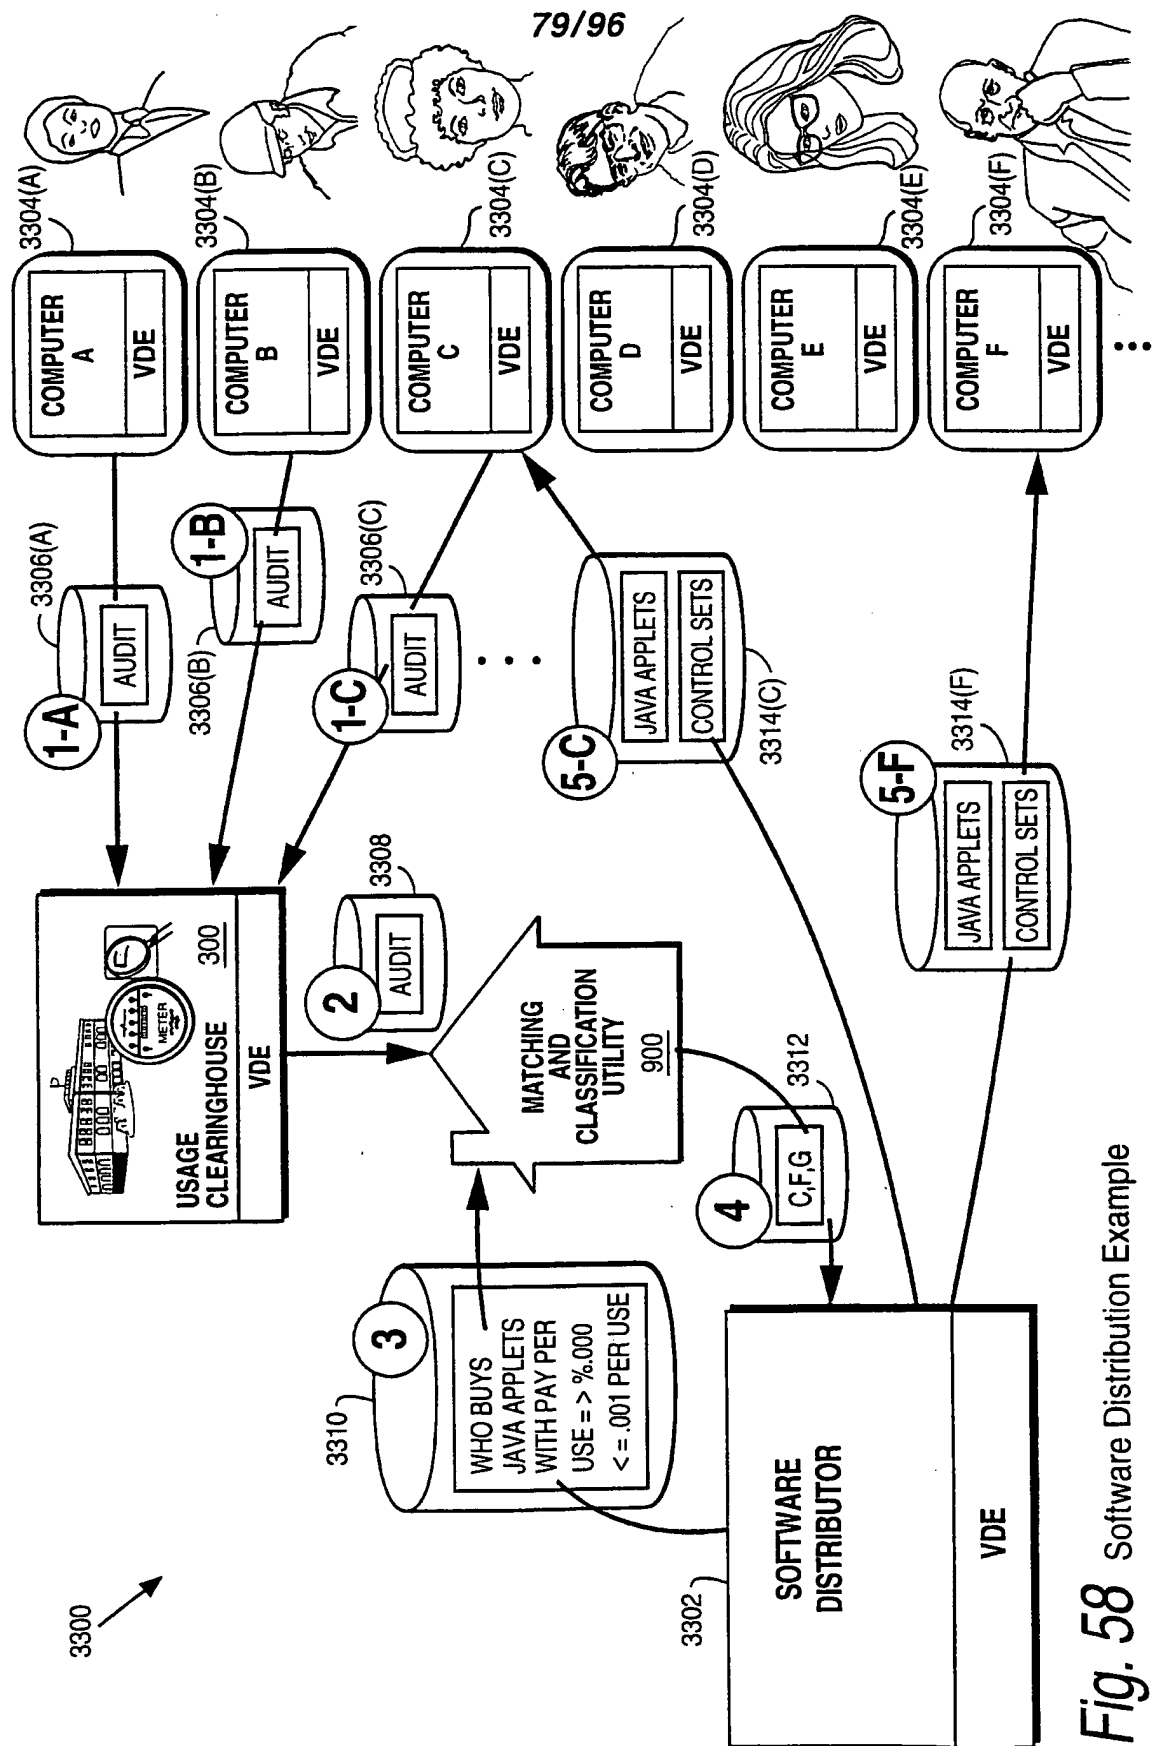 79/96
3300
3304(A)
COMPUTER
A
VDE
3304(B)
COMPUTER
B
VDE
3304(C)
COMPUTER
C
VDE
3304(D)
COMPUTER
D
VDE
3304(E)
COMPUTER
E
VDE
3304(F)
COMPUTER
F
VDE
1-A
AUDIT
3306(A)
1-B
AUDIT
3306(B)
1-C
AUDIT
3306(C)
METER
300
USAGE
CLEARINGHOUSE
VDE
2
AUDIT
3308
MATCHING
AND
CLASSIFICATION
UTILITY
900
3310
3
WHO BUYS
JAVA APPLETS
WITH PAY PER
USE = > %.000
< = .001 PER USE
4
C,F,G
3312
5-C
JAVA APPLETS
CONTROL SETS
3314(C)
5-F
JAVA APPLETS
CONTROL SETS
3314(F)
3302
SOFTWARE
DISTRIBUTOR
VDE
Fig. 58 Software Distribution Example